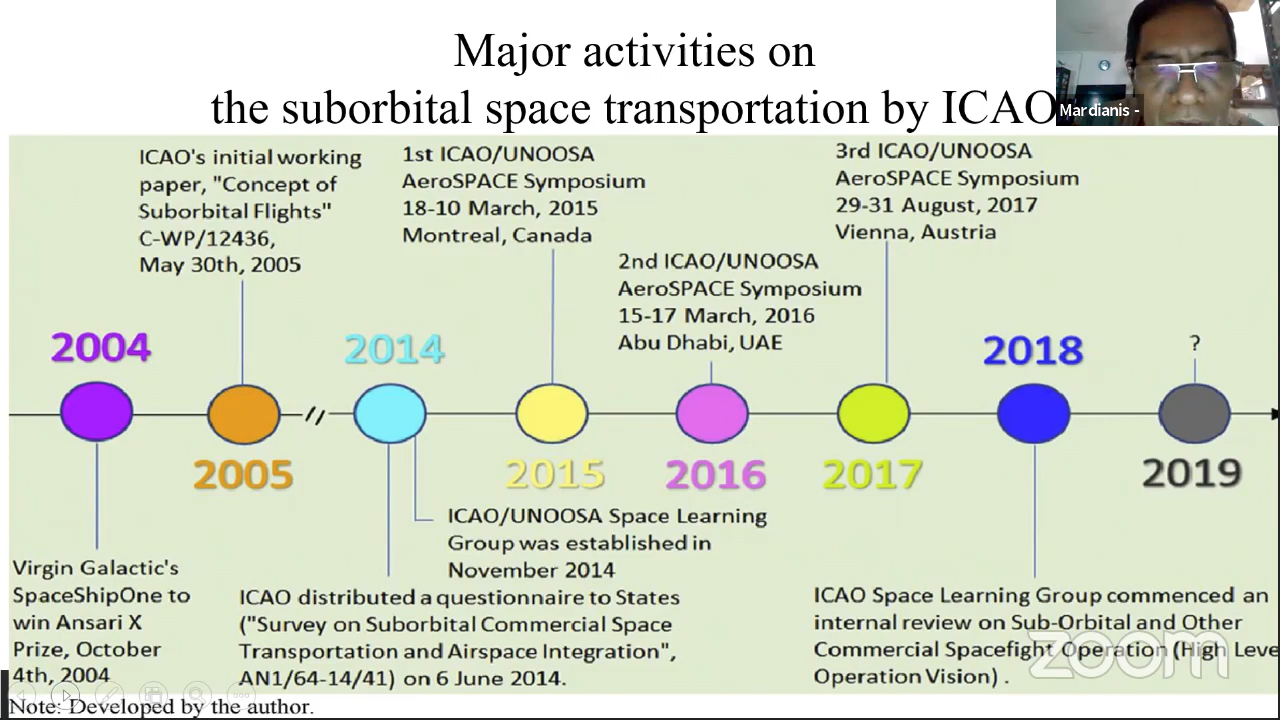 Major activities on
the suborbital space transportation by ICAO
Mardianis -
ICAO's initial working
paper, "Concept of
Suborbital Flights"
C-WP/12436,
May 30th, 2005
1st ICAO/UNOOSA
AeroSPACE Symposium
18-10 March, 2015
Montreal, Canada
2nd ICAO/UNOOSA
AeroSPACE Symposium
15-17 March, 2016
Abu Dhabi, UAE
3rd ICAO/UNOOSA
AeroSPACE Symposium
29-31 August, 2017
Vienna, Austria
?
2004
2005
2014
2015
2016
2017
2018
2019
Virgin Galactic's
SpaceShipOne to
win Ansari X
Prize, October
4th, 2004
ICAO/UNOOSA Space Learning
Group was established in
November 2014
ICAO distributed a questionnaire to States
("Survey on Suborbital Commercial Space
Transportation and Airspace Integration",
AN1/64-14/41) on 6 June 2014.
ICAO Space Learning Group commenced an
internal review on Sub-Orbital and Other
Commercial Spacefight Operation (High Leve
Operation Vision) .
zoom
Note: Developed by the author.